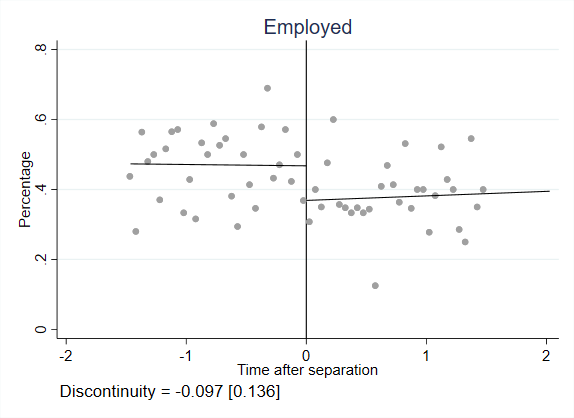 Employed
Percentage
.8
.6
.4
.2
0
-2 -1 0 1 2
Time after separation
Discontinuity = -0.097 [0.136]